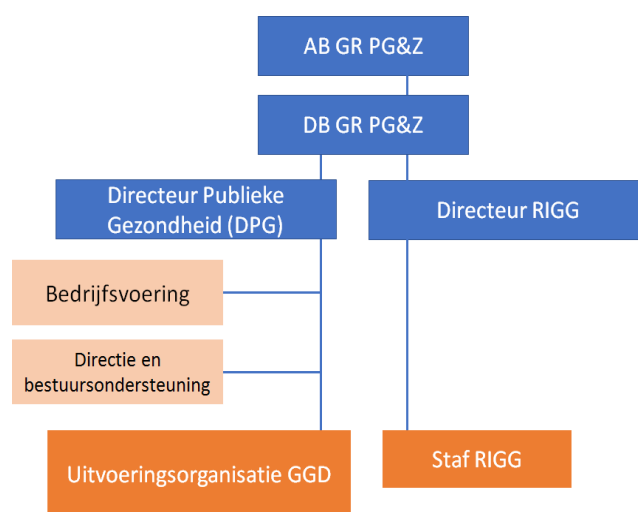 AB GR PG&Z
DB GR PG&Z
Directeur Publieke
Gezondheid (DPG)
Directeur RIGG
Bedrijfsvoering
Directie en
bestuursondersteuning
Uitvoeringsorganisatie GGD
Staf RIGG